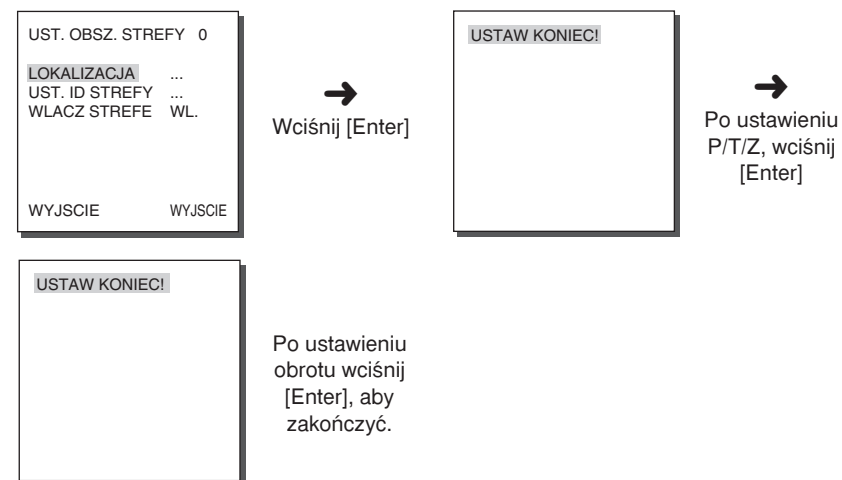 UST. OBSZ. STREFY 0
LOKALIZACJA ...
UST. ID STREFY ...
WLACZ STREFE WL.
WYJSCIE WYJSCIE
Wciśnij [Enter]
USTAW KONIEC!
Po ustawieniu
P/T/Z, wciśnij
[Enter]
USTAW KONIEC!
Po ustawieniu
obrotu wciśnij
[Enter], aby
zakończyć.